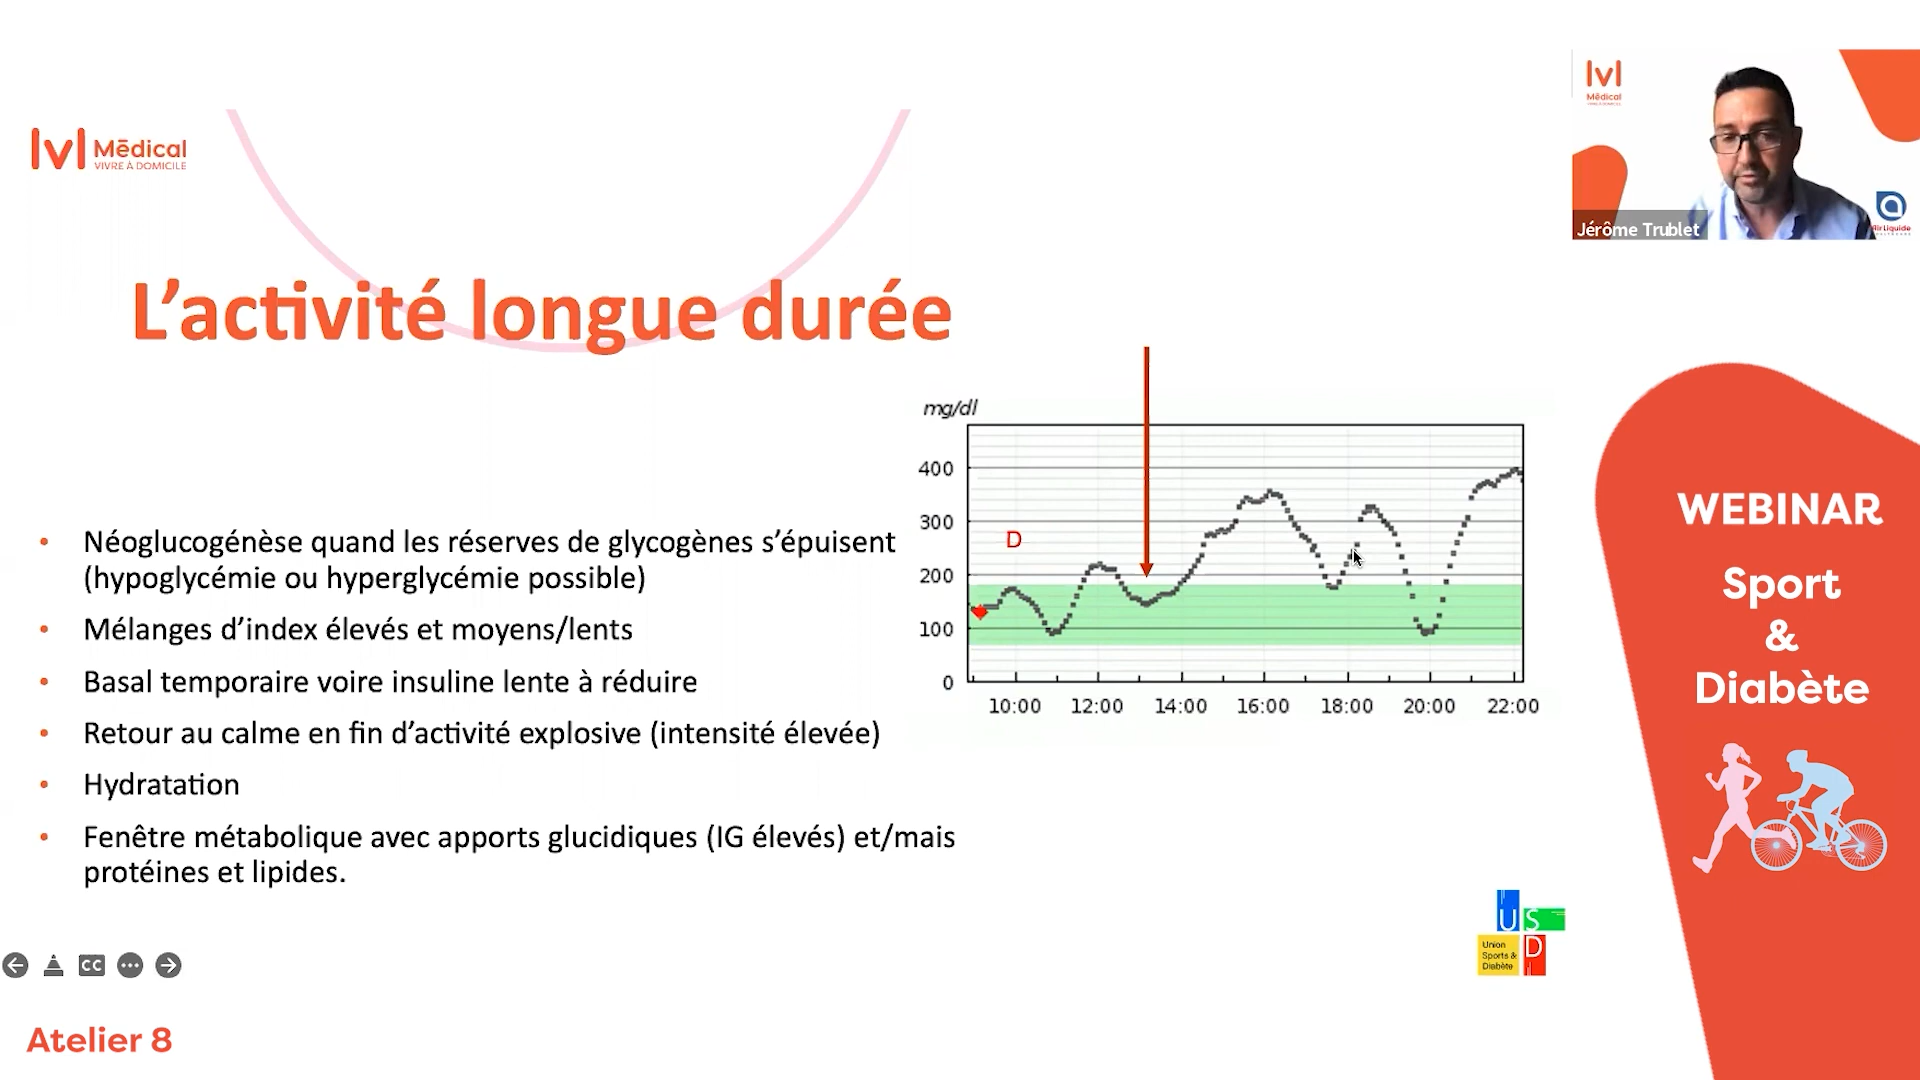 lvl Mēdical
VIVRE À DOMICILE
L’activité longue durée
• Néoglucogénèse quand les réserves de glycogènes s’épuisent
(hypoglycémie ou hyperglycémie possible)
• Mélanges d’index élevés et moyens/lents
• Basal temporaire voire insuline lente à réduire
• Retour au calme en fin d’activité explosive (intensité élevée)
• Hydratation
• Fenêtre métabolique avec apports glucidiques (IG élevés) et/mais
protéines et lipides.
mg/dl
400
300
200
100
0
D
10:00 12:00 14:00 16:00 18:00 20:00 22:00
lvl
Mēdical
Jérôme Trublet
Air Liquide
WEBINAR
Sport
&
Diabète
U S
D
Union
Sports &
Diabète
CC
Atelier 8